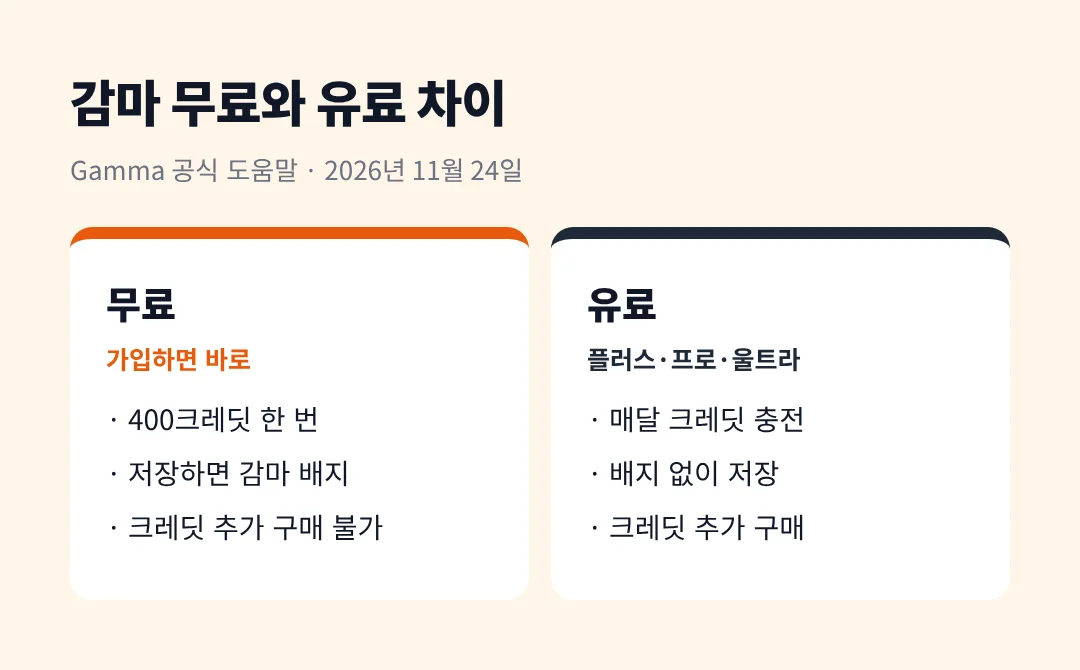 감마 무료와 유료 차이
Gamma 공식 도움말 · 2026년 11월 24일
무료
가입하면 바로
· 400크레딧 한 번
· 저장하면 감마 배지
· 크레딧 추가 구매 불가
유료
플러스·프로·울트라
· 매달 크레딧 충전
· 배지 없이 저장
· 크레딧 추가 구매